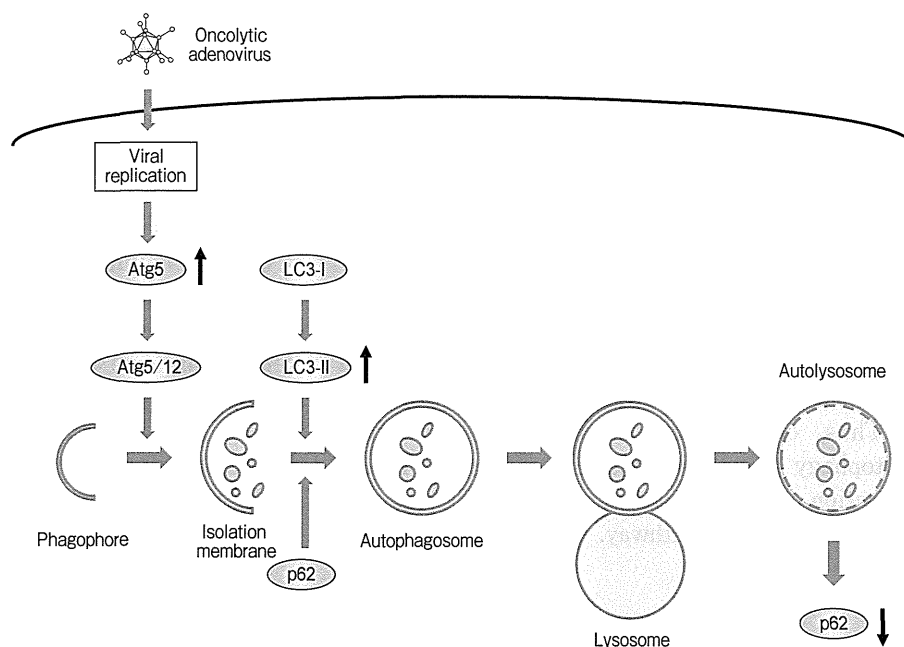 Oncolytic
adenovirus
Viral
replication
Atg5
LC3-I
Atg5/12
LC3-II
Autolysosome
Phagophore
Isolation
membrane
Autophagosome
p62
Lysosome
p62